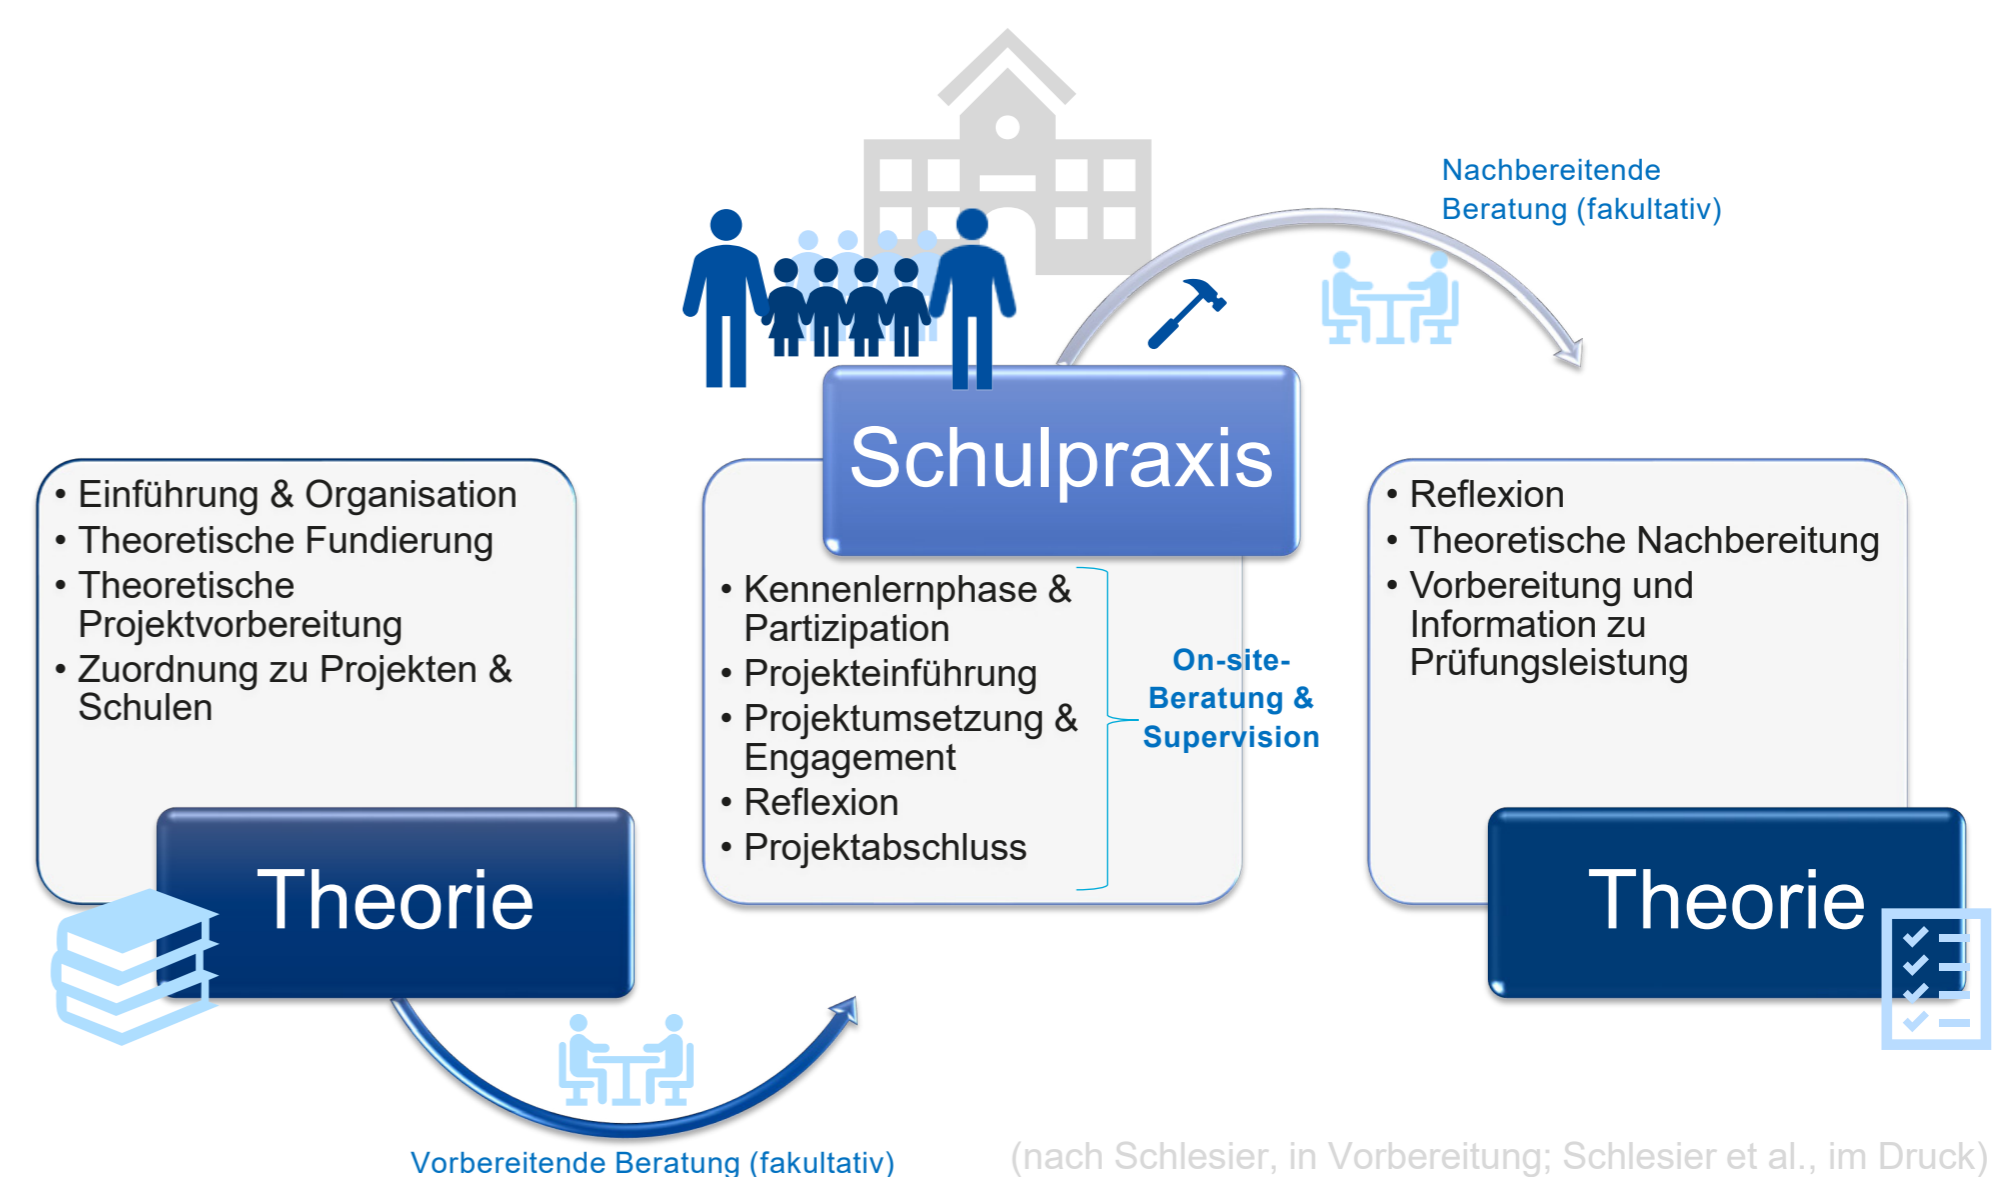 • Einführung & Organisation
• Theoretische Fundierung
• Theoretische
Projektvorbereitung
• Zuordnung zu Projekten &
Schulen
Theorie
Vorbereitende Beratung (fakultativ)
Schulpraxis
• Kennenlernphase &
Partizipation
• Projekteinführung
• Projektumsetzung &
Engagement
• Reflexion
• Projektabschluss
On-site-
Beratung &
Supervision
Nachbereitende
Beratung (fakultativ)
• Reflexion
• Theoretische Nachbereitung
• Vorbereitung und
Information zu
Prüfungsleistung
Theorie
(nach Schlesier, in Vorbereitung; Schlesier et al., im Druck)